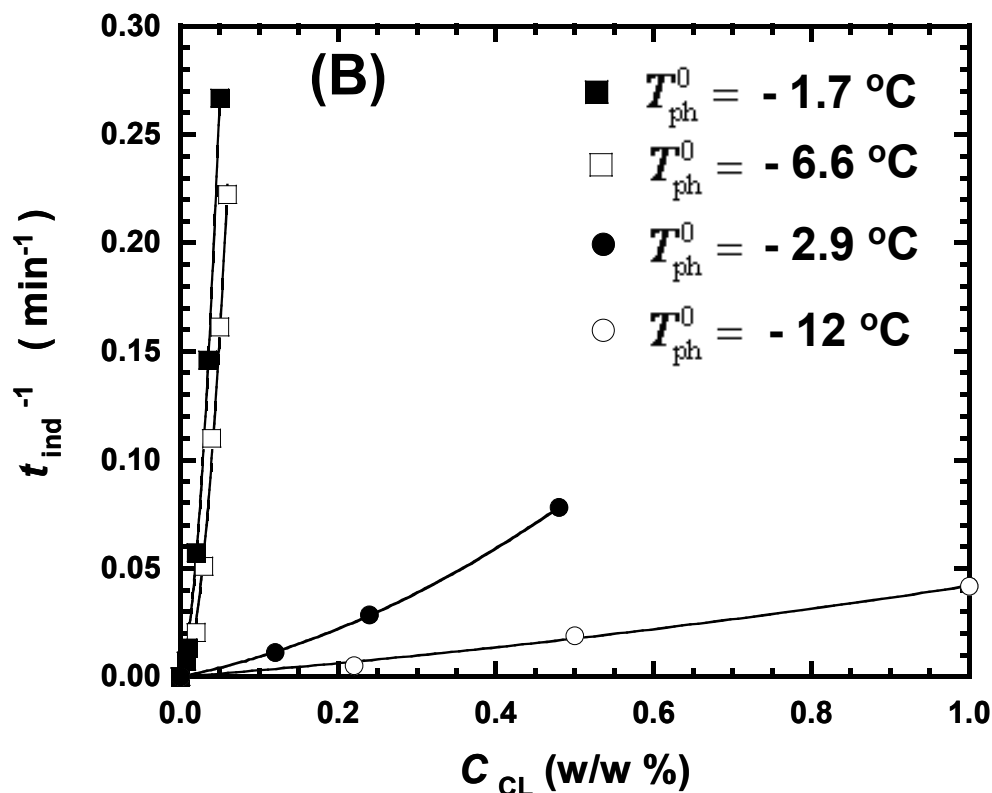 (B)
T⁰ph = - 1.7 ºC
T⁰ph = - 6.6 ºC
T⁰ph = - 2.9 ºC
T⁰ph = - 12 ºC
0.30
0.25
0.20
0.15
0.10
0.05
0.00
t ind -1 ( min-1 )
0.0 0.2 0.4 0.6 0.8 1.0
C CL (w/w %)